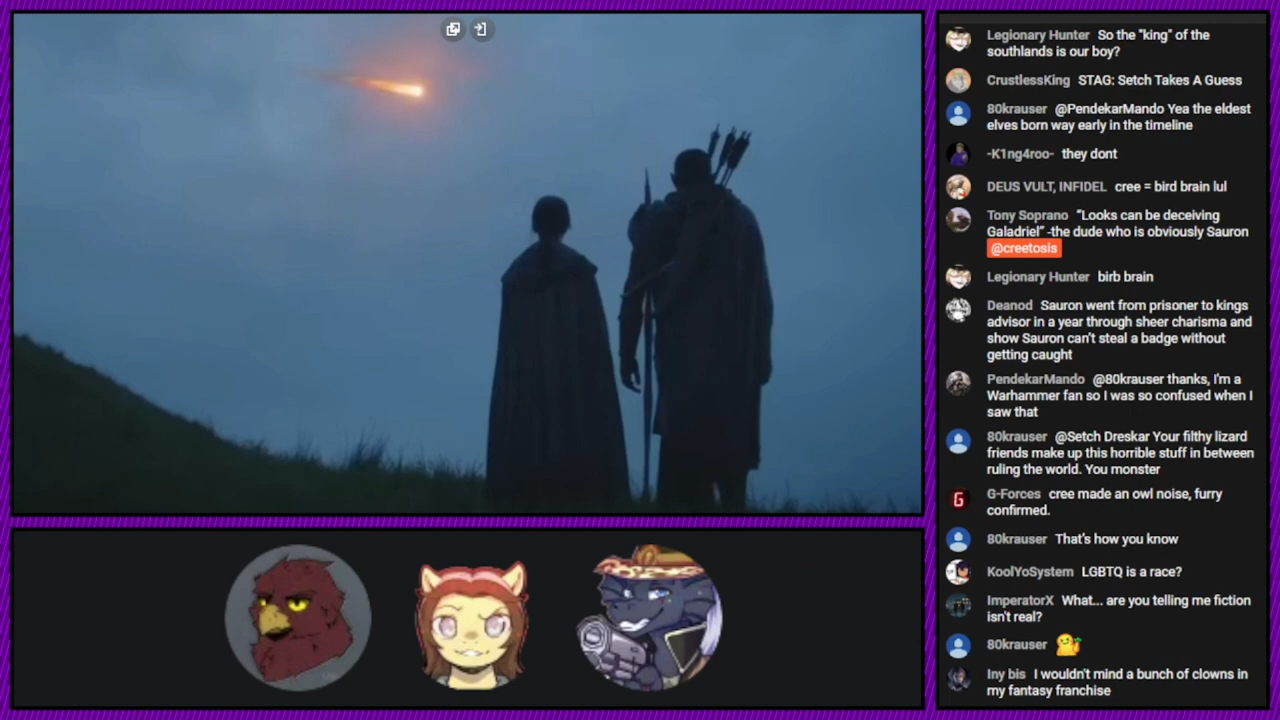 Legionary Hunter So the "king" of the
southlands is our boy?
CrustlessKing STAG: Setch Takes A Guess
80krauser @PendekarMando Yea the eldest
elves born way early in the timeline
-K1ng4roo- they dont
DEUS VULT, INFIDEL cree = bird brain lul
Tony Soprano “Looks can be deceiving
Galadriel” -the dude who is obviously Sauron
@creetosis
Legionary Hunter birb brain
Deanod Sauron went from prisoner to kings
advisor in a year through sheer charisma and
show Sauron can't steal a badge without
getting caught
PendekarMando @80krauser thanks, I'm a
Warhammer fan so I was so confused when I
saw that
80krauser @Setch Dreskar Your filthy lizard
friends make up this horrible stuff in between
ruling the world. You monster
G
G-Forces cree made an owl noise, furry
confirmed.
80krauser That's how you know
KoolYoSystem LGBTQ is a race?
ImperatorX What... are you telling me fiction
isn't real?
80krauser
Iny bis I wouldn't mind a bunch of clowns in
my fantasy franchise